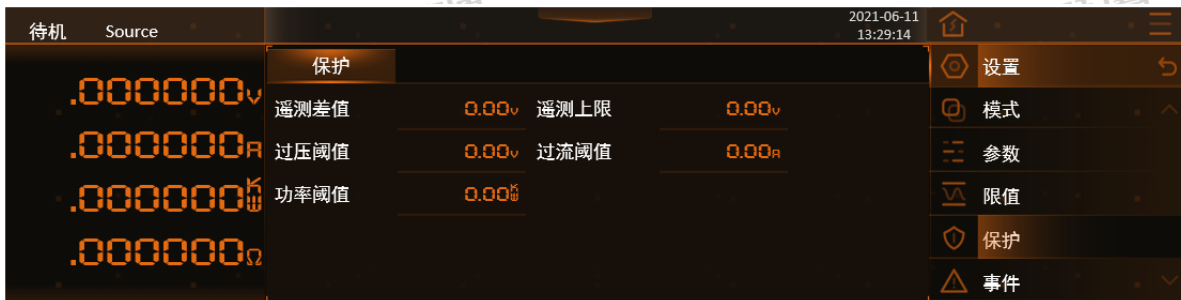 待机 Source
2021-06-11
13:29:14
.000000V
.000000A
.000000kW
.000000Ω
保护
遥测差值 0.00V 遥测上限 0.00V
过压阈值 0.00V 过流阈值 0.00A
功率阈值 0.00kW
设置
模式
参数
限值
保护
事件